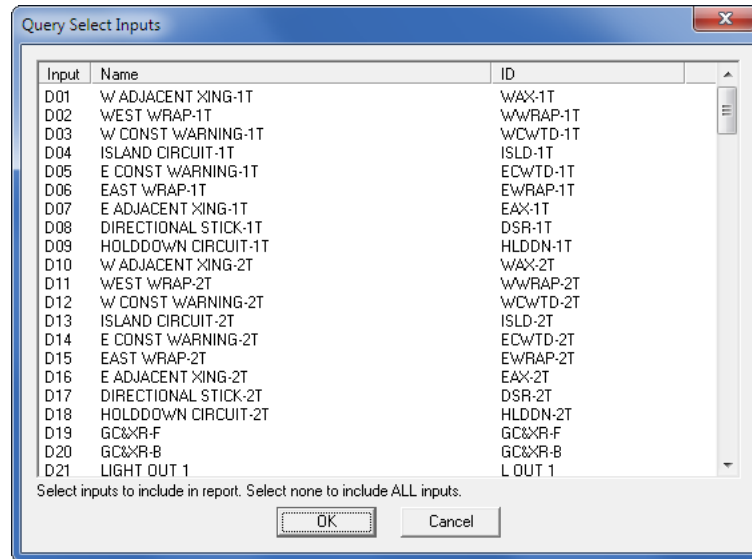 Query Select Inputs
Input Name ID
D01 W ADJACENT XING-1T WAX-1T
D02 WEST WRAP-1T WWRAP-1T
D03 W CONST WARNING-1T WCWTD-1T
D04 ISLAND CIRCUIT-1T ISLD-1T
D05 E CONST WARNING-1T ECWTD-1T
D06 EAST WRAP-1T EWRAP-1T
D07 E ADJACENT XING-1T EAX-1T
D08 DIRECTIONAL STICK-1T DSR-1T
D09 HOLDDOWN CIRCUIT-1T HLDDN-1T
D10 W ADJACENT XING-2T WAX-2T
D11 WEST WRAP-2T WWRAP-2T
D12 W CONST WARNING-2T WCWTD-2T
D13 ISLAND CIRCUIT-2T ISLD-2T
D14 E CONST WARNING-2T ECWTD-2T
D15 EAST WRAP-2T EWRAP-2T
D16 E ADJACENT XING-2T EAX-2T
D17 DIRECTIONAL STICK-2T DSR-2T
D18 HOLDDOWN CIRCUIT-2T HLDDN-2T
D19 GC&XR-F GC&XR-F
D20 GC&XR-B GC&XR-B
D21 LIGHT OUT 1 L OUT 1
Select inputs to include in report. Select none to include ALL inputs.
OK Cancel